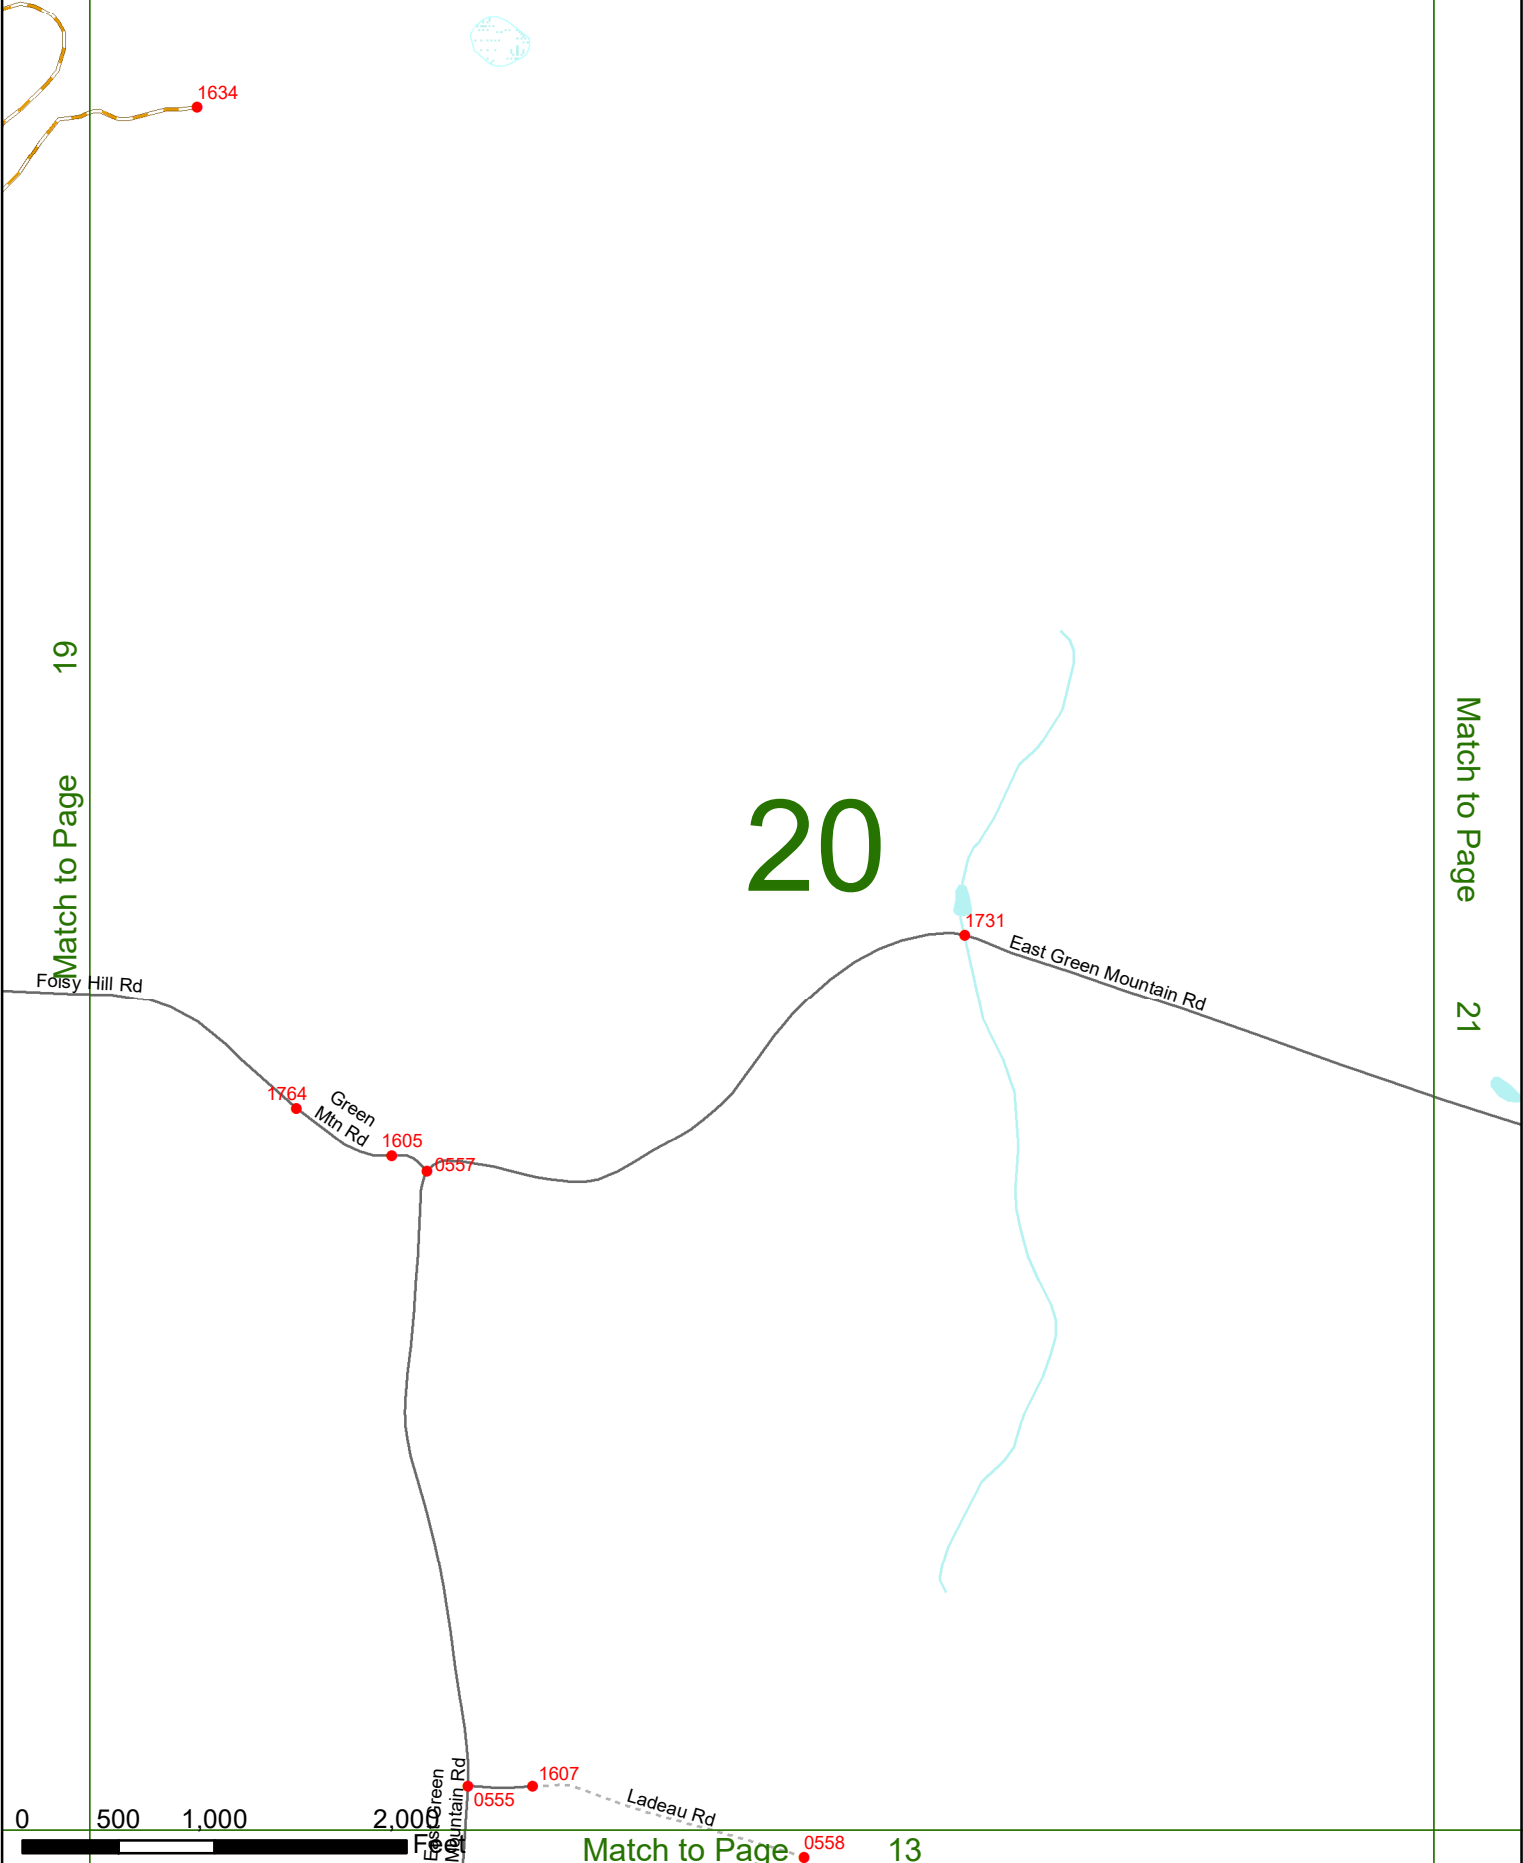 1634
19
Match to Page
Match to Page
21
20
1731
East Green Mountain Rd
Foisy Hill Rd
1764
Green
Mtn Rd
1605
0557
1607
0555
East Green
Mountain Rd
Ladeau Rd
0558
0 500 1,000 2,000
Feet
Match to Page 13